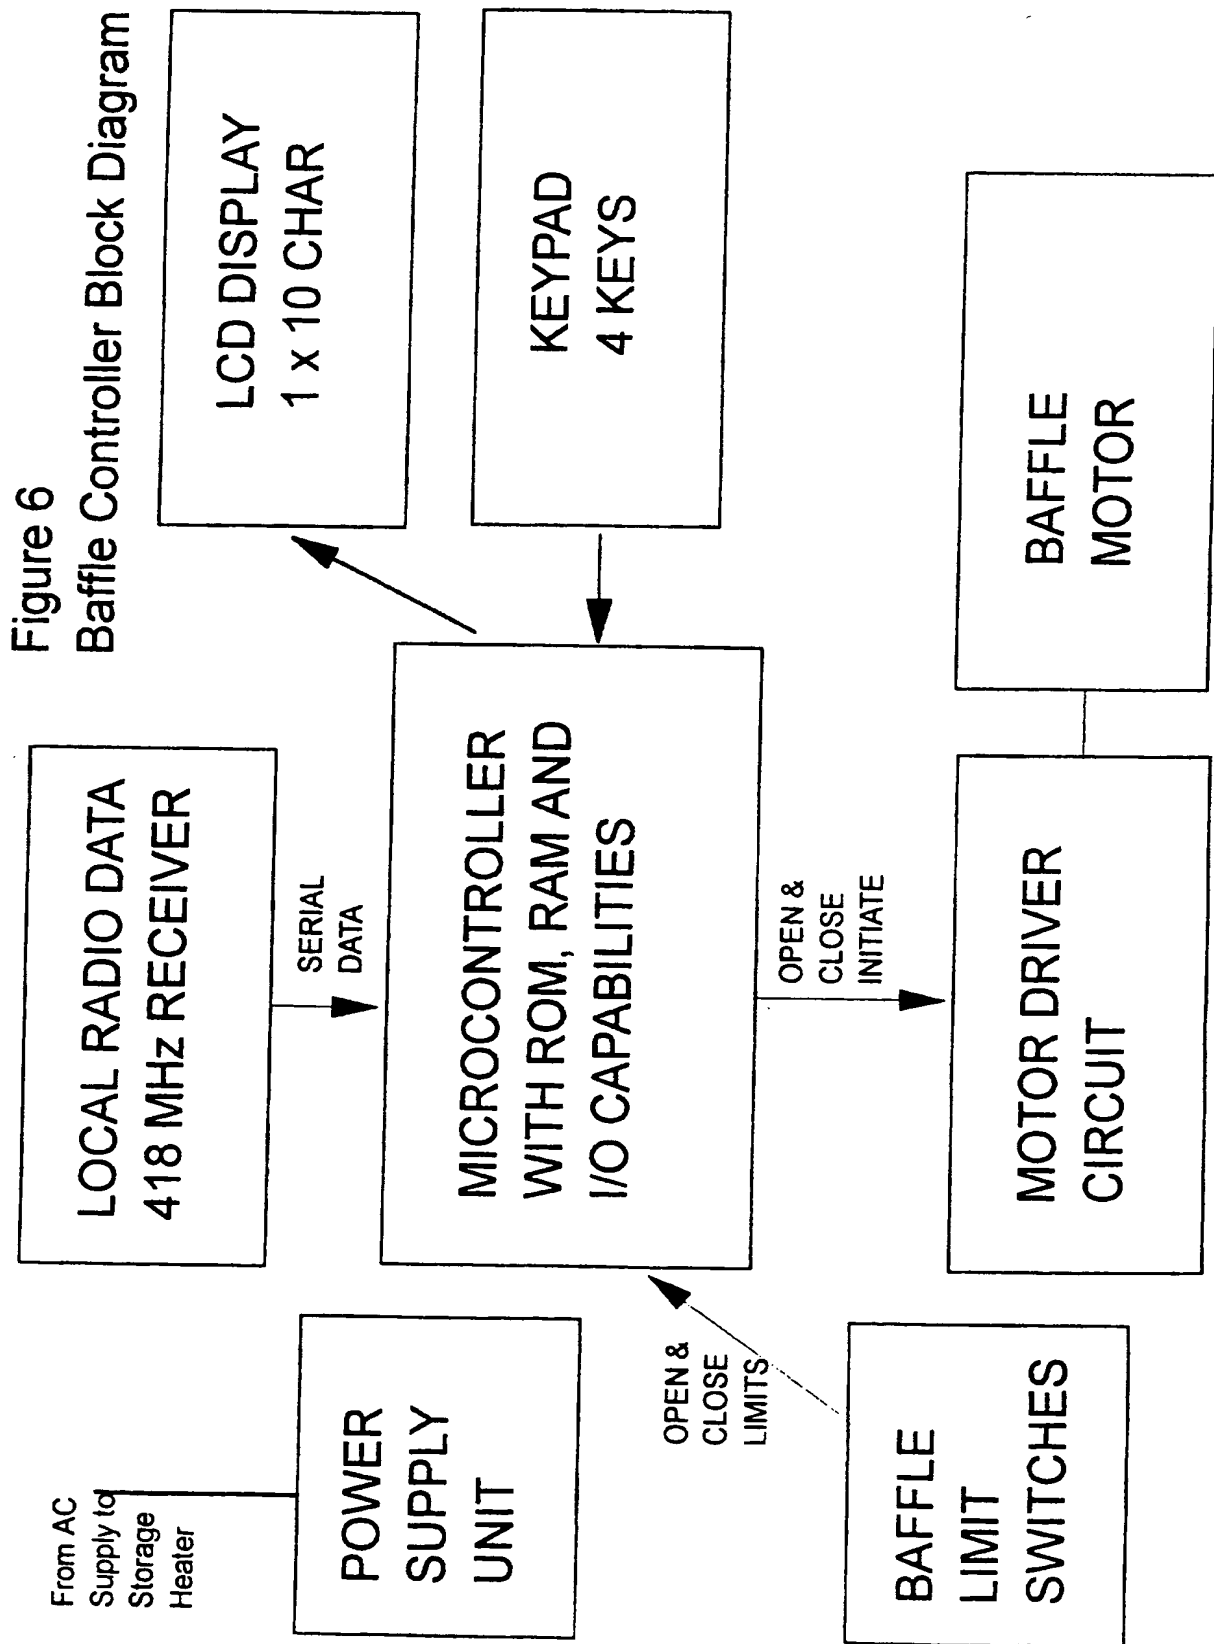 Figure 6
Baffle Controller Block Diagram
From AC
Supply to
Storage
Heater
POWER
SUPPLY
UNIT
LOCAL RADIO DATA
418 MHz RECEIVER
LCD DISPLAY
1 x 10 CHAR
SERIAL
DATA
MICROCONTROLLER
WITH ROM, RAM AND
I/O CAPABILITIES
KEYPAD
4 KEYS
OPEN &
CLOSE
LIMITS
OPEN &
CLOSE
INITIATE
BAFFLE
LIMIT
SWITCHES
MOTOR DRIVER
CIRCUIT
BAFFLE
MOTOR